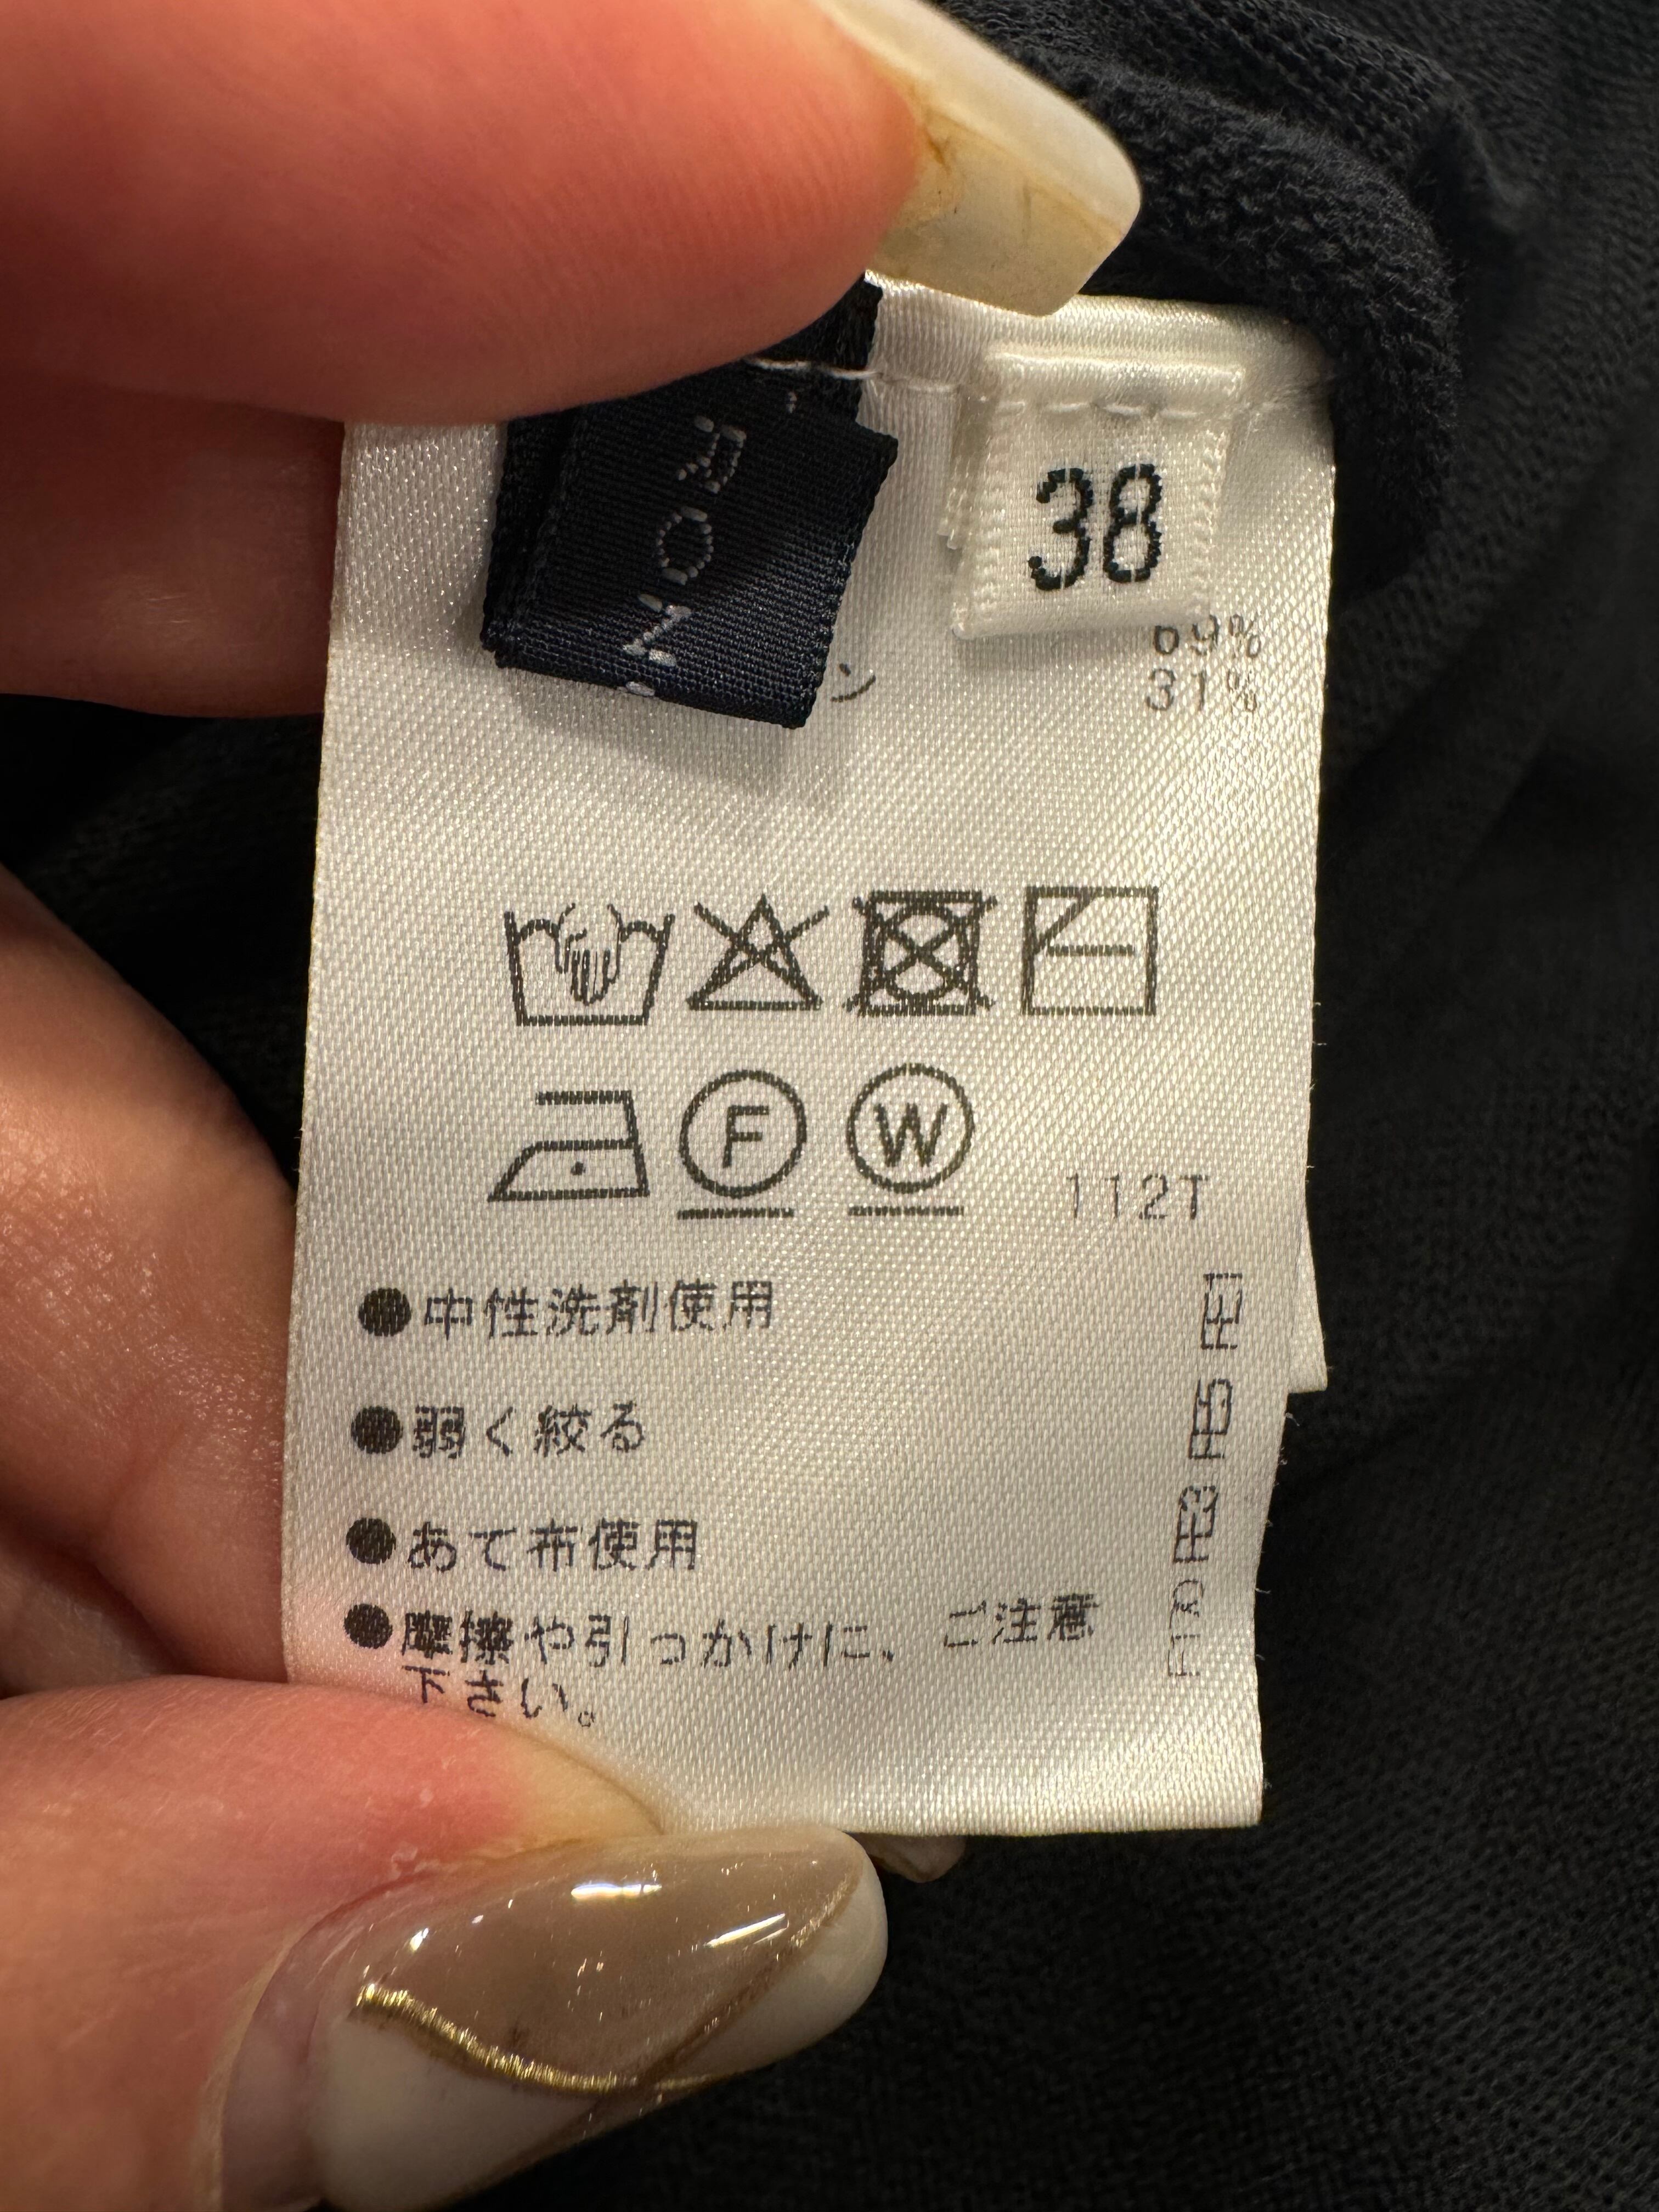 38
69%
31%
F
W
112T
●中性洗剤使用
●弱く絞る
●あて布使用
●摩擦や引っかけに、ご注意
下さい。